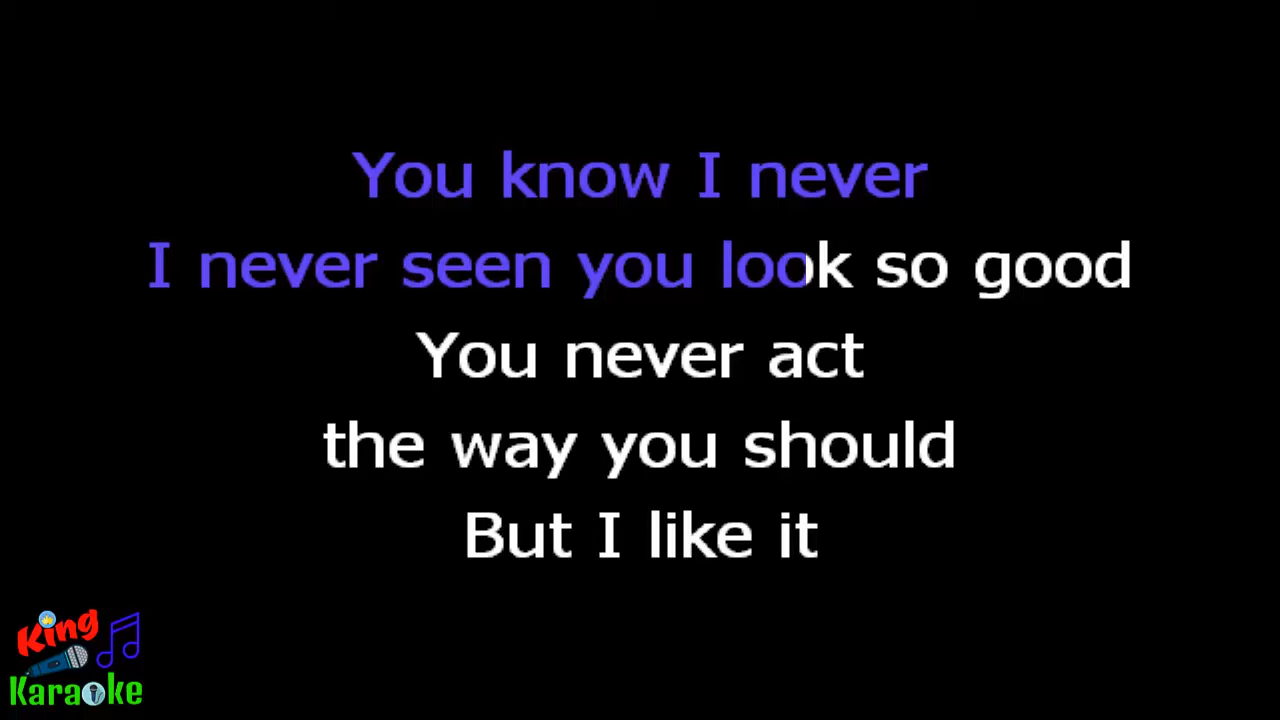 You know I never
I never seen you look so good
You never act
the way you should
But I like it
King
Karaoke